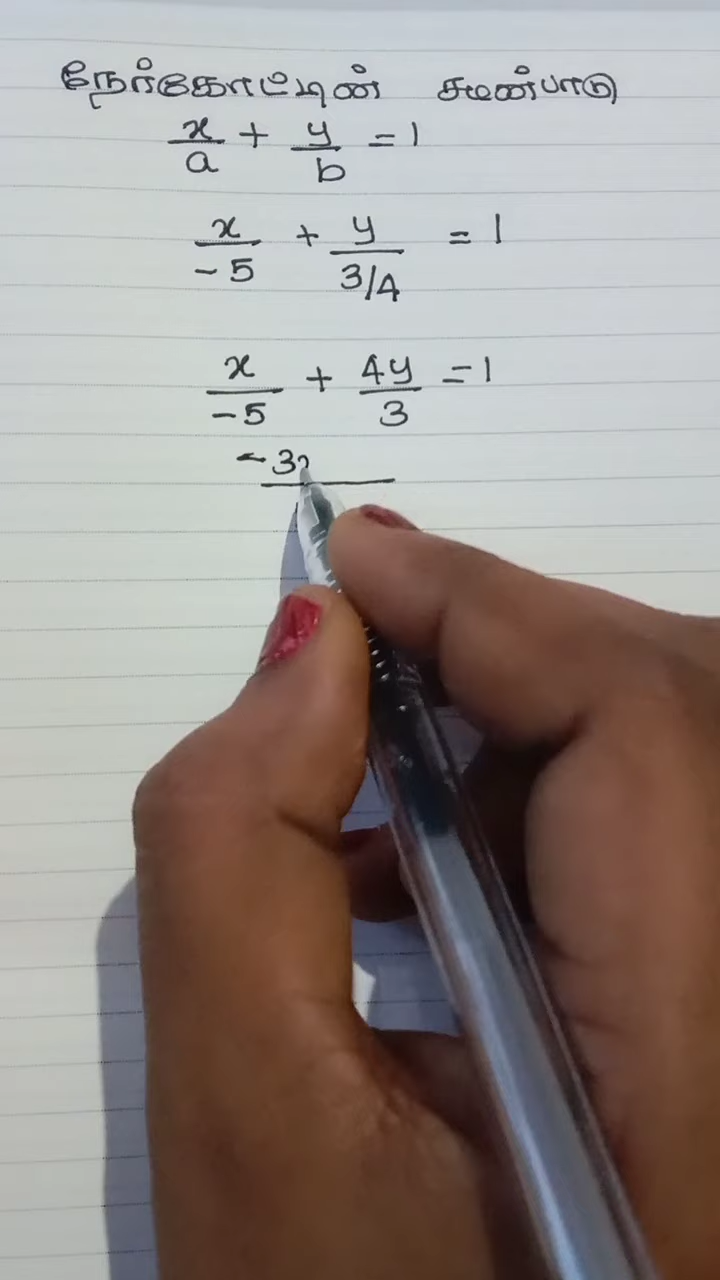 நேர்கோட்டின் சமன்பாடு
x/a + y/b = 1
x/-5 + y/3/4 = 1
x/-5 + 4y/3 = 1
-3